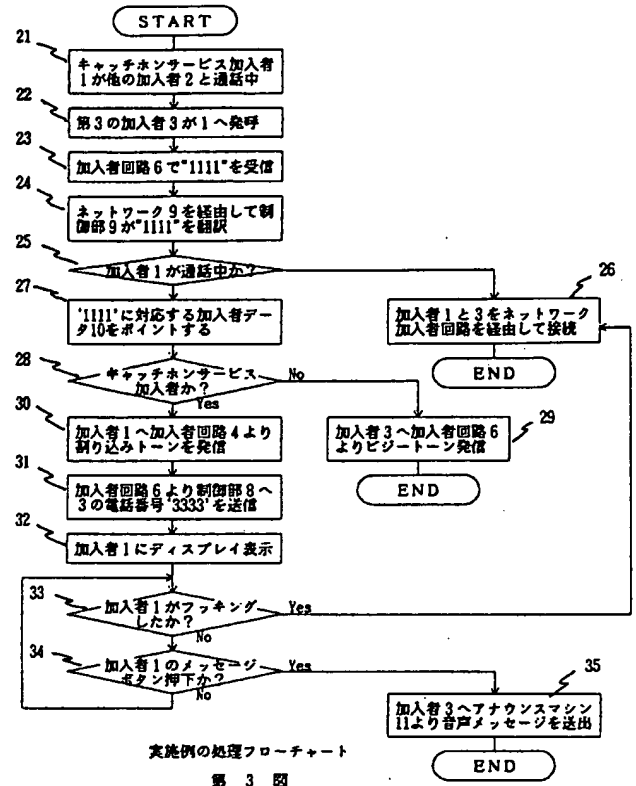 START
21
キャッチホンサービス加入者
1が他の加入者2と通話中
22
第3の加入者3が1へ発呼
23
加入者回路6で"1111"を受信
24
ネットワーク9を経由して制
御部9が"1111"を翻訳
25
加入者1が通話中か?
26
加入者1と3をネットワーク
加入者回路を経由して接続
END
27
'1111'に対応する加入者デー
タ10をポイントする
28
キャッチホンサービス
加入者か?
No
Yes
29
加入者3へ加入者回路6
よりビジートーン発信
END
30
加入者1へ加入者回路4より
割り込みトーンを発信
31
加入者回路6より制御部8へ
3の電話番号'3333'を送信
32
加入者1にディスプレイ表示
33
加入者1がフッキング
したか?
Yes
No
34
加入者1のメッセージ
ボタン押下か?
Yes
No
35
加入者3へアナウンスマシン
11より音声メッセージを送出
END
実施例の処理フローチャート
第 3 図